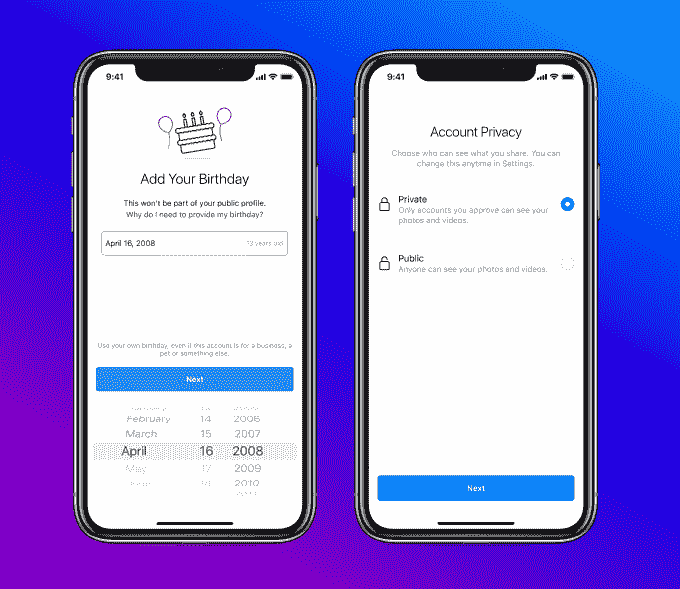 9:41
Add Your Birthday
This won't be part of your public profile.
Why do I need to provide my birthday?
April 16, 2008 13 years old
Use your own birthday, even if this account is for a business, a
pet or something else.
Next
February 14 2006
March 15 2007
April 16 2008
May 17 2009
June 2010
9:41
Account Privacy
Choose who can see what you share. You can
change this anytime in Settings.
Private
Only accounts you approve can see your
photos and videos.
Public
Anyone can see your photos and videos.
Next